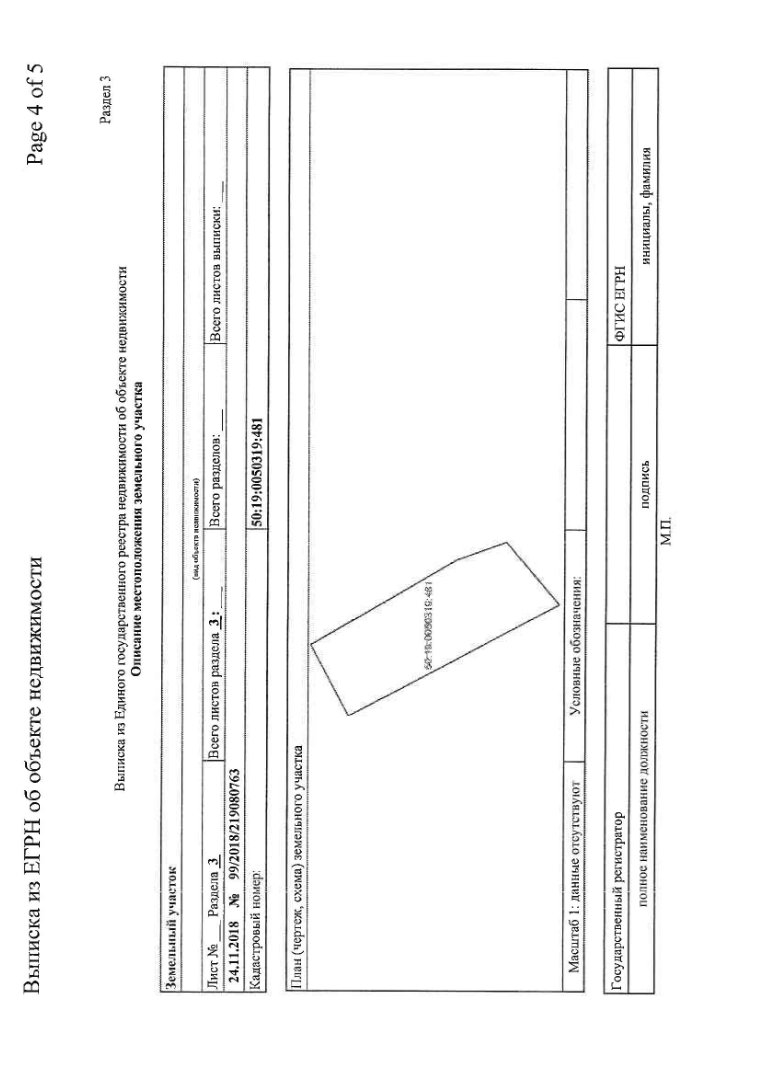 Выписка из ЕГРН об объекте недвижимости Page 4 of 5
Раздел 3
Выписка из Единого государственного реестра недвижимости об объекте недвижимости
Описание местоположения земельного участка
Земельный участок
(вид объекта недвижимости)
Лист № ___ Раздела 3 Всего листов раздела 3: ___ Всего разделов: ___ Всего листов выписки: ___
24.11.2018 № 99/2018/219080763
Кадастровый номер: 50:19:0050319:481
План (чертеж, схема) земельного участка
50:19:0050319:481
Масштаб 1: данные отсутствуют Условные обозначения:
Государственный регистратор ФГИС ЕГРН
полное наименование должности подпись инициалы, фамилия
М.П.